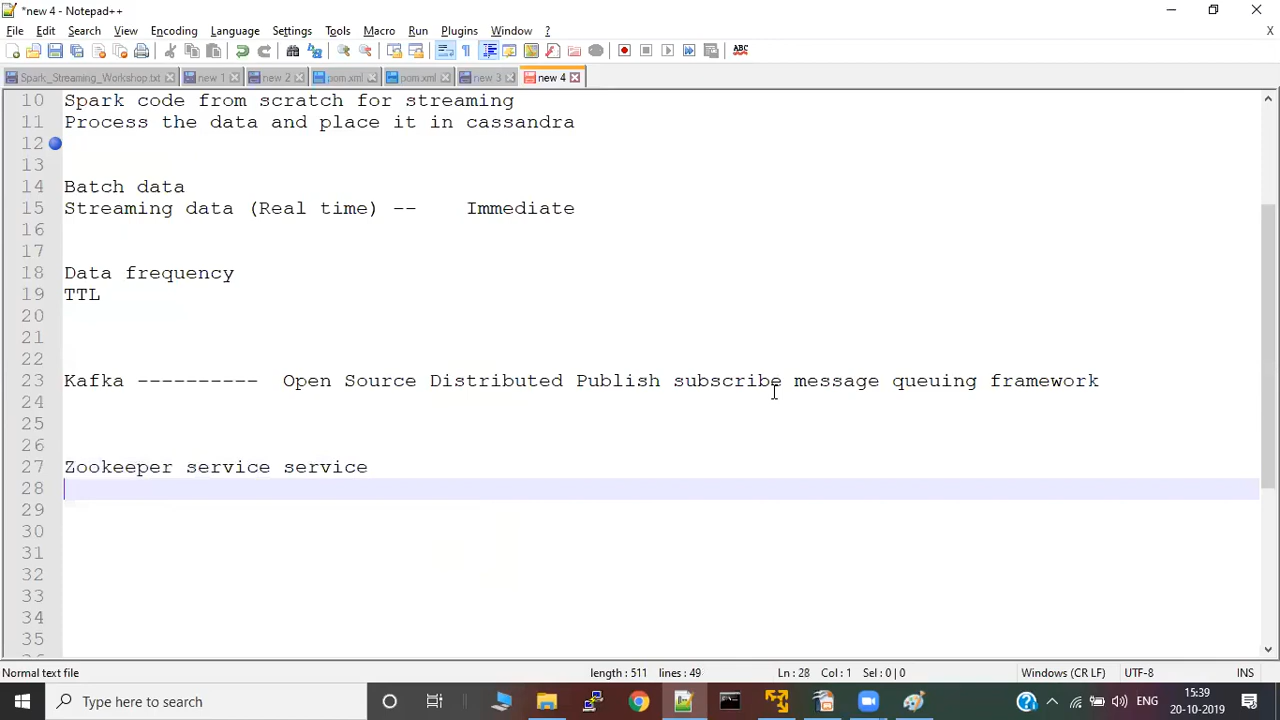 *new 4 - Notepad++
File Edit Search View Encoding Language Settings Tools Macro Run Plugins Window ?
X
ABC
Spark_Streaming_Workshop.txt new 1 new 2 pom.xml pom.xml new 3 new 4
10 Spark code from scratch for streaming
11 Process the data and place it in cassandra
12
13
14 Batch data
15 Streaming data (Real time) -- Immediate
16
17
18 Data frequency
19 TTL
20
21
22
23 Kafka ---------- Open Source Distributed Publish subscribe message queuing framework
24
25
26
27 Zookeeper service service
28
29
30
31
32
33
34
35
Normal text file length : 511 lines : 49 Ln : 28 Col : 1 Sel : 0 | 0 Windows (CR LF) UTF-8 INS
Type here to search ENG 15:39
20-10-2019